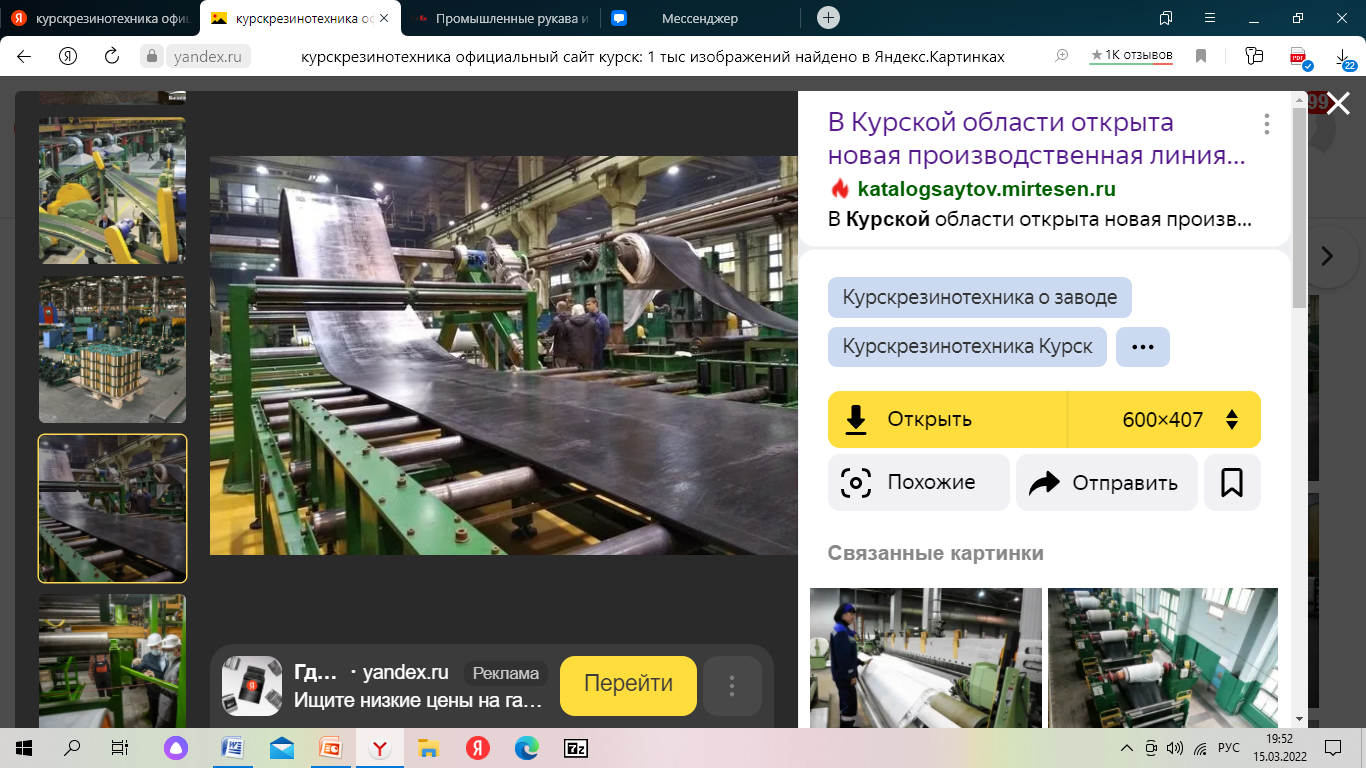 курскрезинотехника офи
курскрезинотехника оф
Промышленные рукава и
Мессенджер
yandex.ru
курскрезинотехника официальный сайт курск: 1 тыс изображений найдено в Яндекс.Картинках
★ 1К отзывов
22
99
В Курской области открыта
новая производственная линия...
katalogsaytov.mirtesen.ru
В Курской области открыта новая произв...
Курскрезинотехника о заводе
Курскрезинотехника Курск
Открыть
600×407
Похожие
Отправить
Связанные картинки
Гд... · yandex.ru Реклама
Ищите низкие цены на га...
Перейти
РУС
19:52
15.03.2022